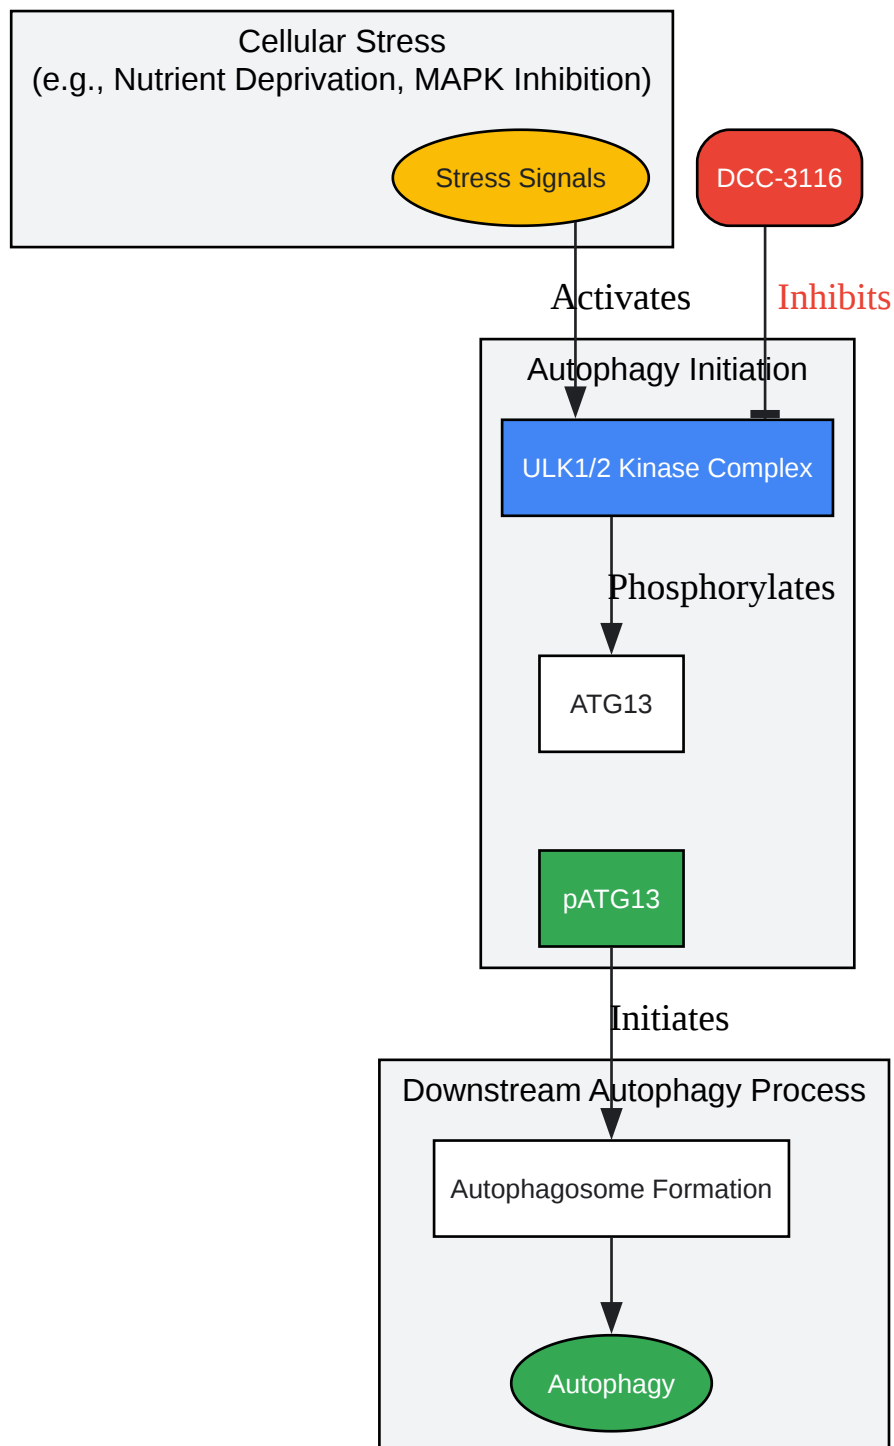 Cellular Stress
(e.g., Nutrient Deprivation, MAPK Inhibition)
Stress Signals
DCC-3116
Activates
Inhibits
Autophagy Initiation
ULK1/2 Kinase Complex
Phosphorylates
ATG13
pATG13
Initiates
Downstream Autophagy Process
Autophagosome Formation
Autophagy